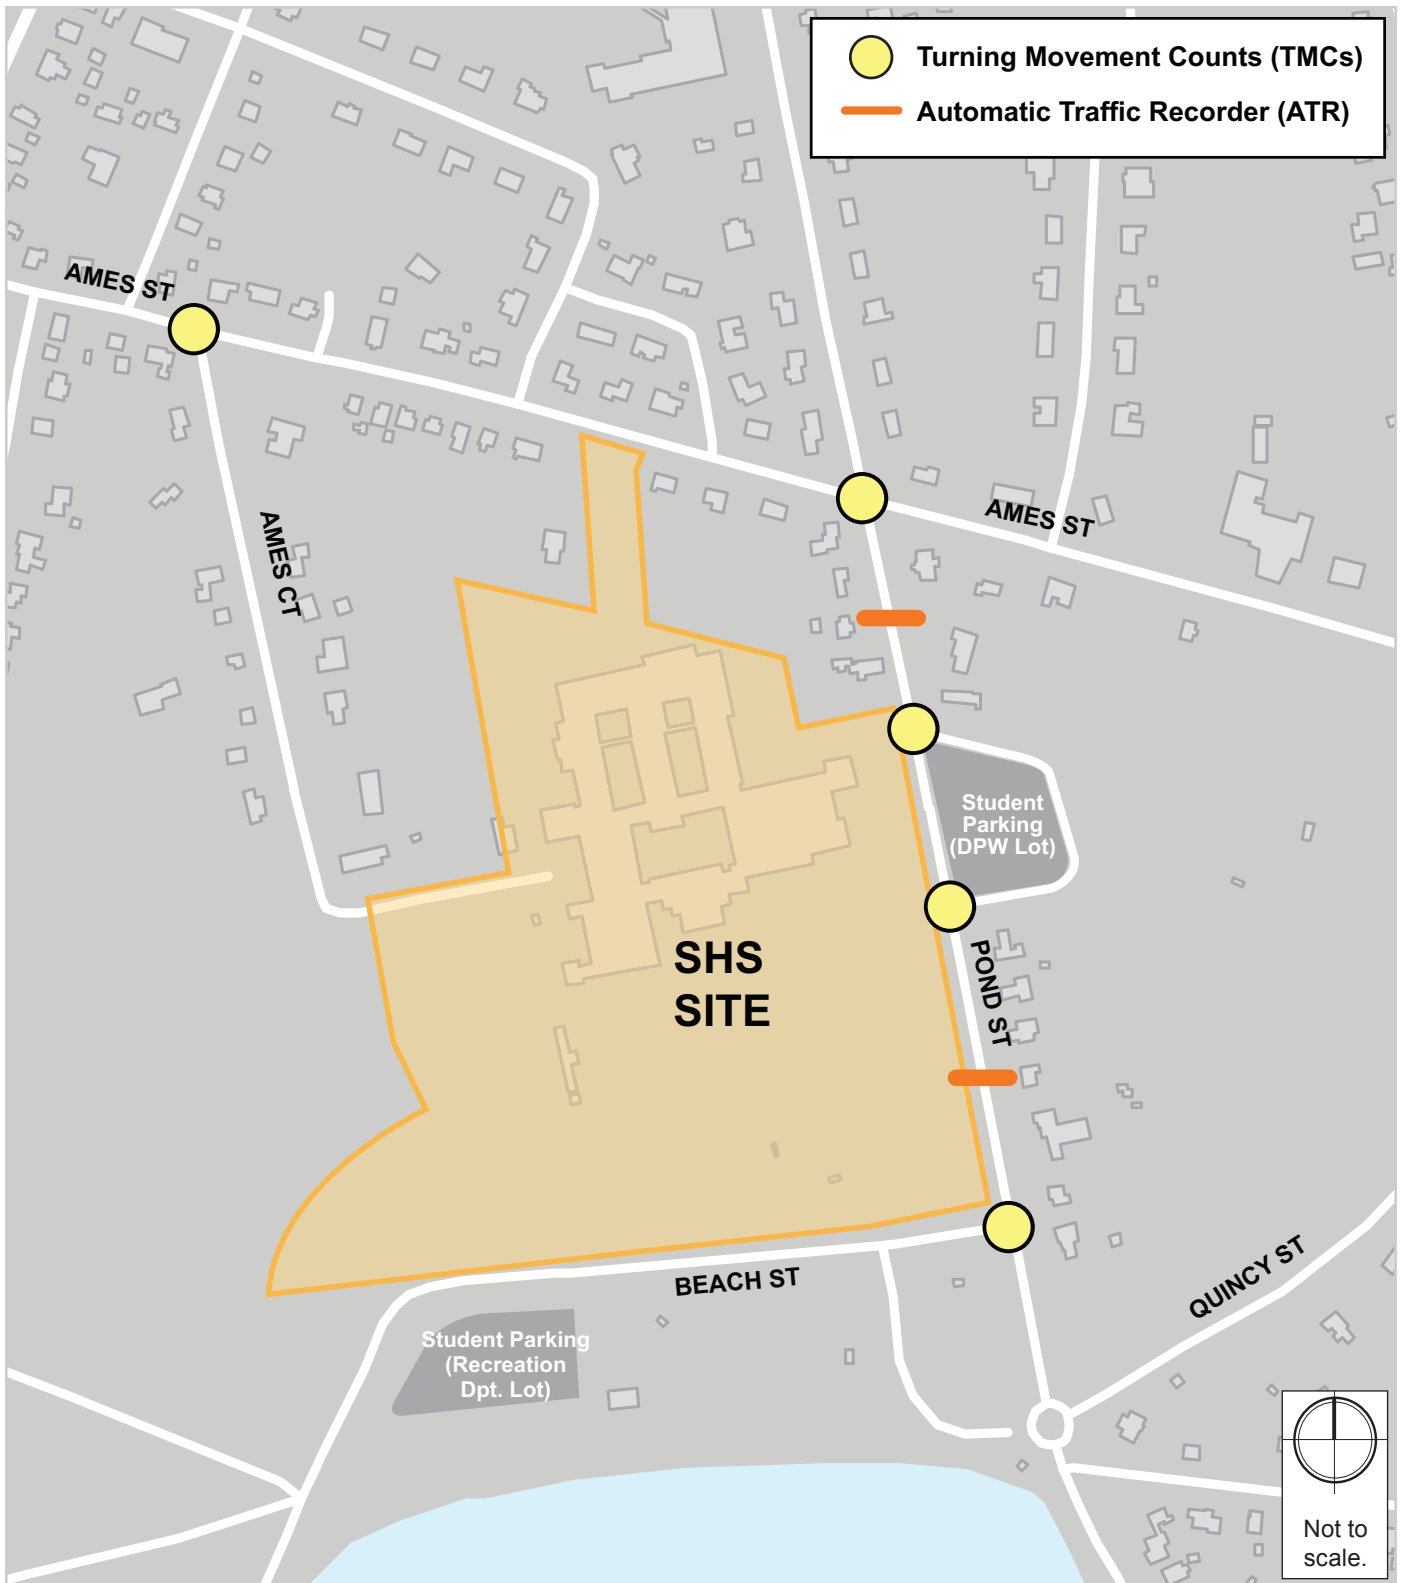 Turning Movement Counts (TMCs)
Automatic Traffic Recorder (ATR)
AMES ST
AMES ST
AMES CT
Student
Parking
(DPW Lot)
SHS
SITE
POND ST
BEACH ST
QUINCY ST
Student Parking
(Recreation
Dpt. Lot)
Not to
scale.